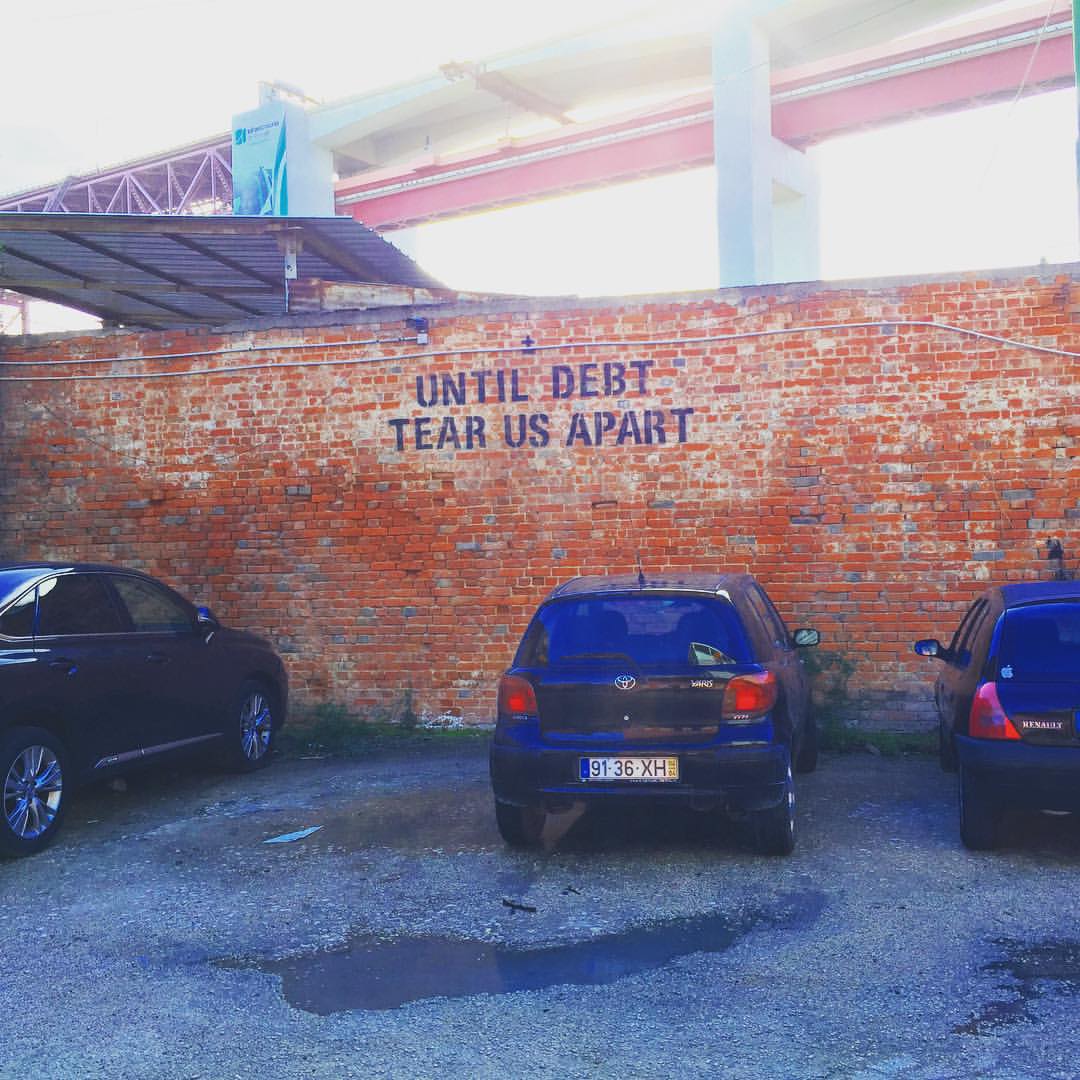 UNTIL DEBT
TEAR US APART
YARIS
91-36-XH
RENAULT